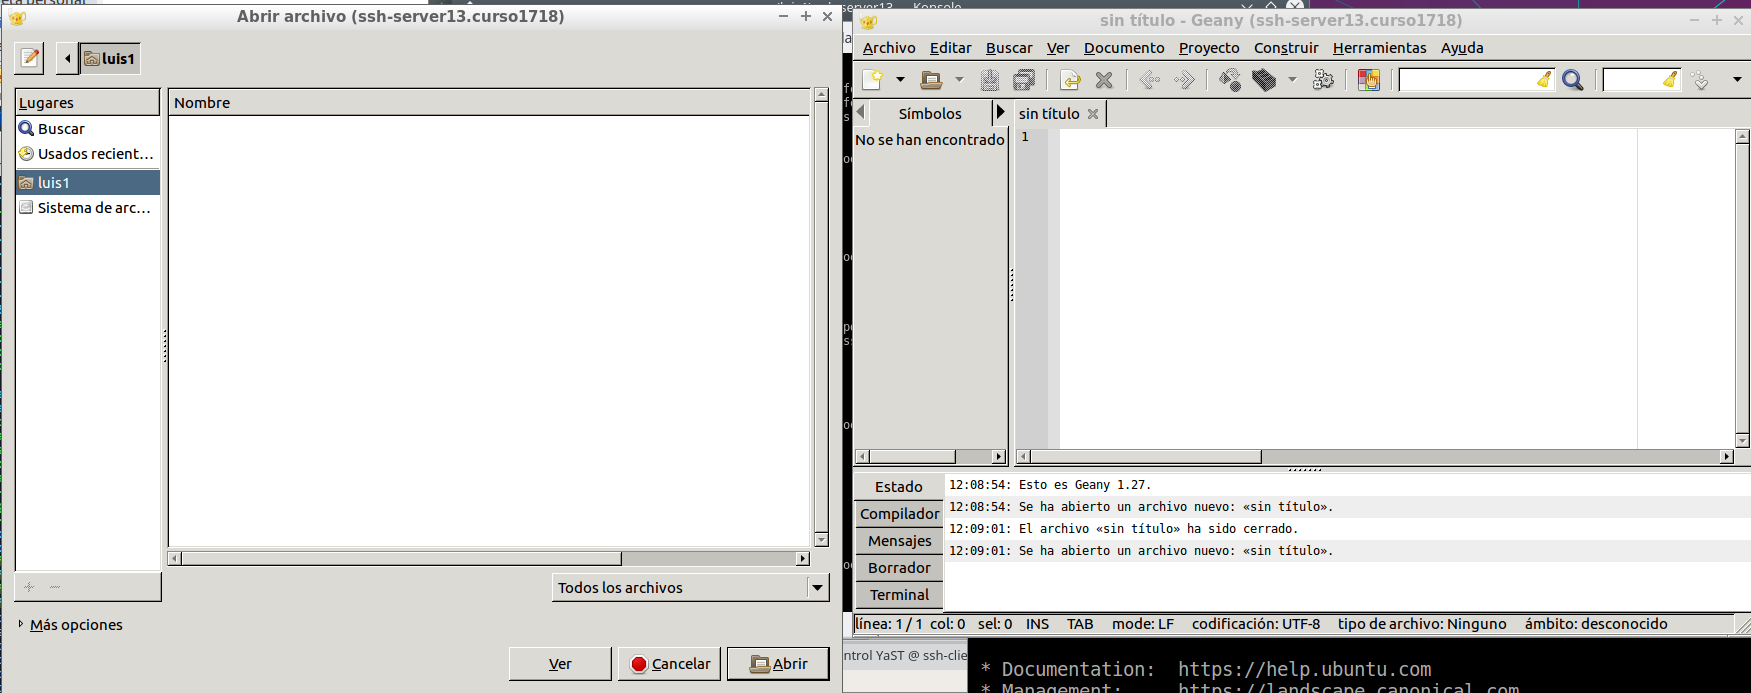 Abrir archivo (ssh-server13.curso1718)
luis1
Lugares
Buscar
Usados recient...
luis1
Sistema de arc...
Nombre
Todos los archivos
Más opciones
Ver
Cancelar
Abrir
Konsole
sin título - Geany (ssh-server13.curso1718)
Archivo Editar Buscar Ver Documento Proyecto Construir Herramientas Ayuda
Símbolos
No se han encontrado
sin título
1
Estado
Compilador
Mensajes
Borrador
Terminal
12:08:54: Esto es Geany 1.27.
12:08:54: Se ha abierto un archivo nuevo: «sin título».
12:09:01: El archivo «sin título» ha sido cerrado.
12:09:01: Se ha abierto un archivo nuevo: «sin título».
línea: 1 / 1 col: 0 sel: 0 INS TAB mode: LF codificación: UTF-8 tipo de archivo: Ninguno ámbito: desconocido
ntrol YaST @ ssh-clie
* Documentation: https://help.ubuntu.com
* Management: https://landscape.canonical.com